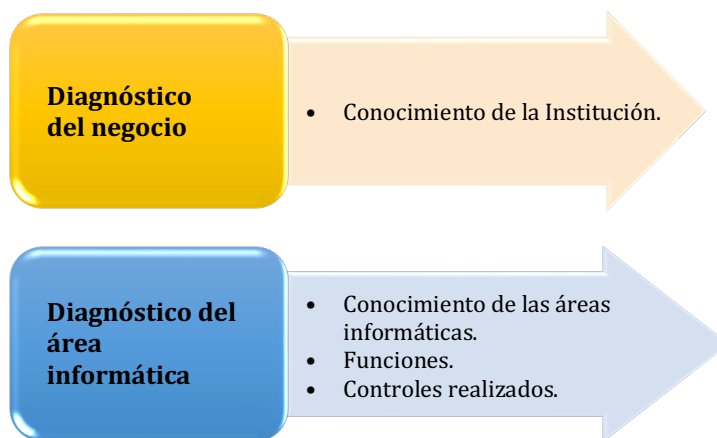 Diagnóstico
del negocio
• Conocimiento de la Institución.
Diagnóstico del
área
informática
• Conocimiento de las áreas
informáticas.
• Funciones.
• Controles realizados.